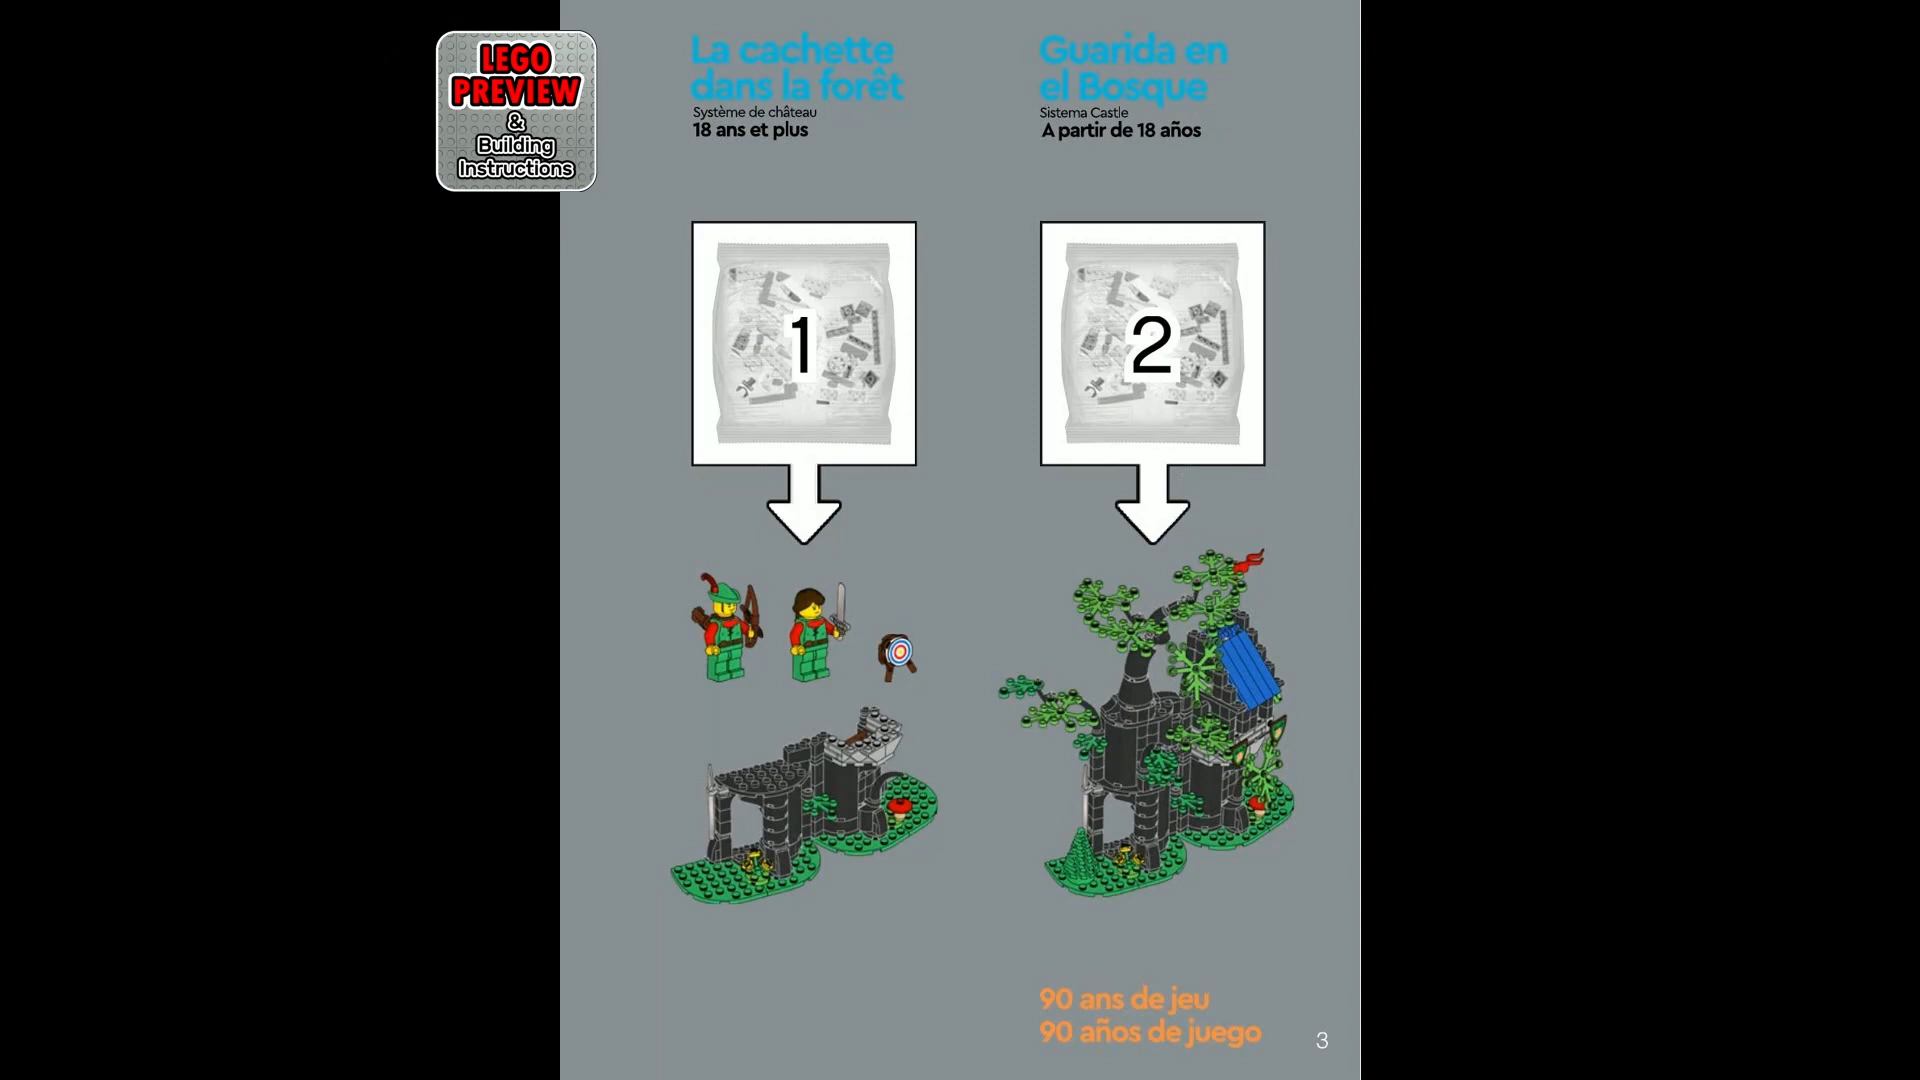 LEGO
PREVIEW
&
Building
Instructions
La cachette
dans la forêt
Système de château
18 ans et plus
Guarida en
el Bosque
Sistema Castle
A partir de 18 años
1
2
90 ans de jeu
90 años de juego
3